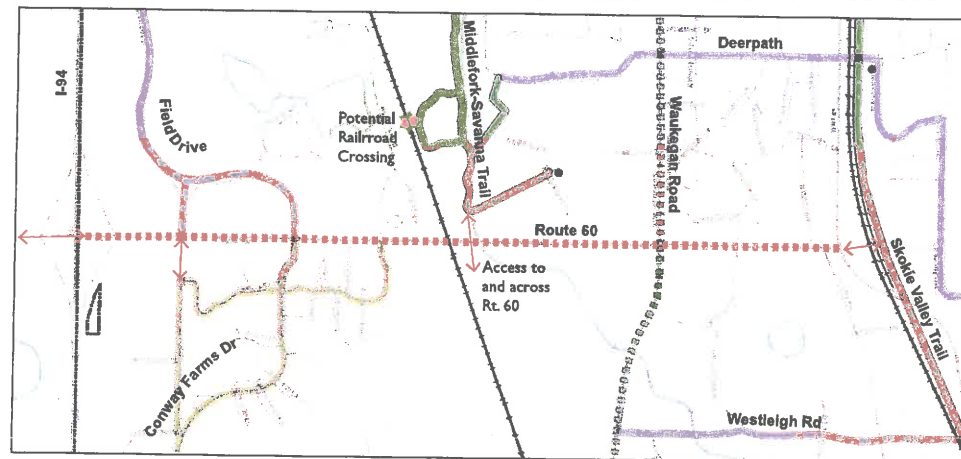 I-94
Field Drive
Potential
Railrroad
Crossing
Middlefork-Savanna Trail
Deerpath
Waukegan Road
Route 60
Access to
and across
Rt. 60
Skokie Valley Trail
Conway Farms Dr
Westleigh Rd